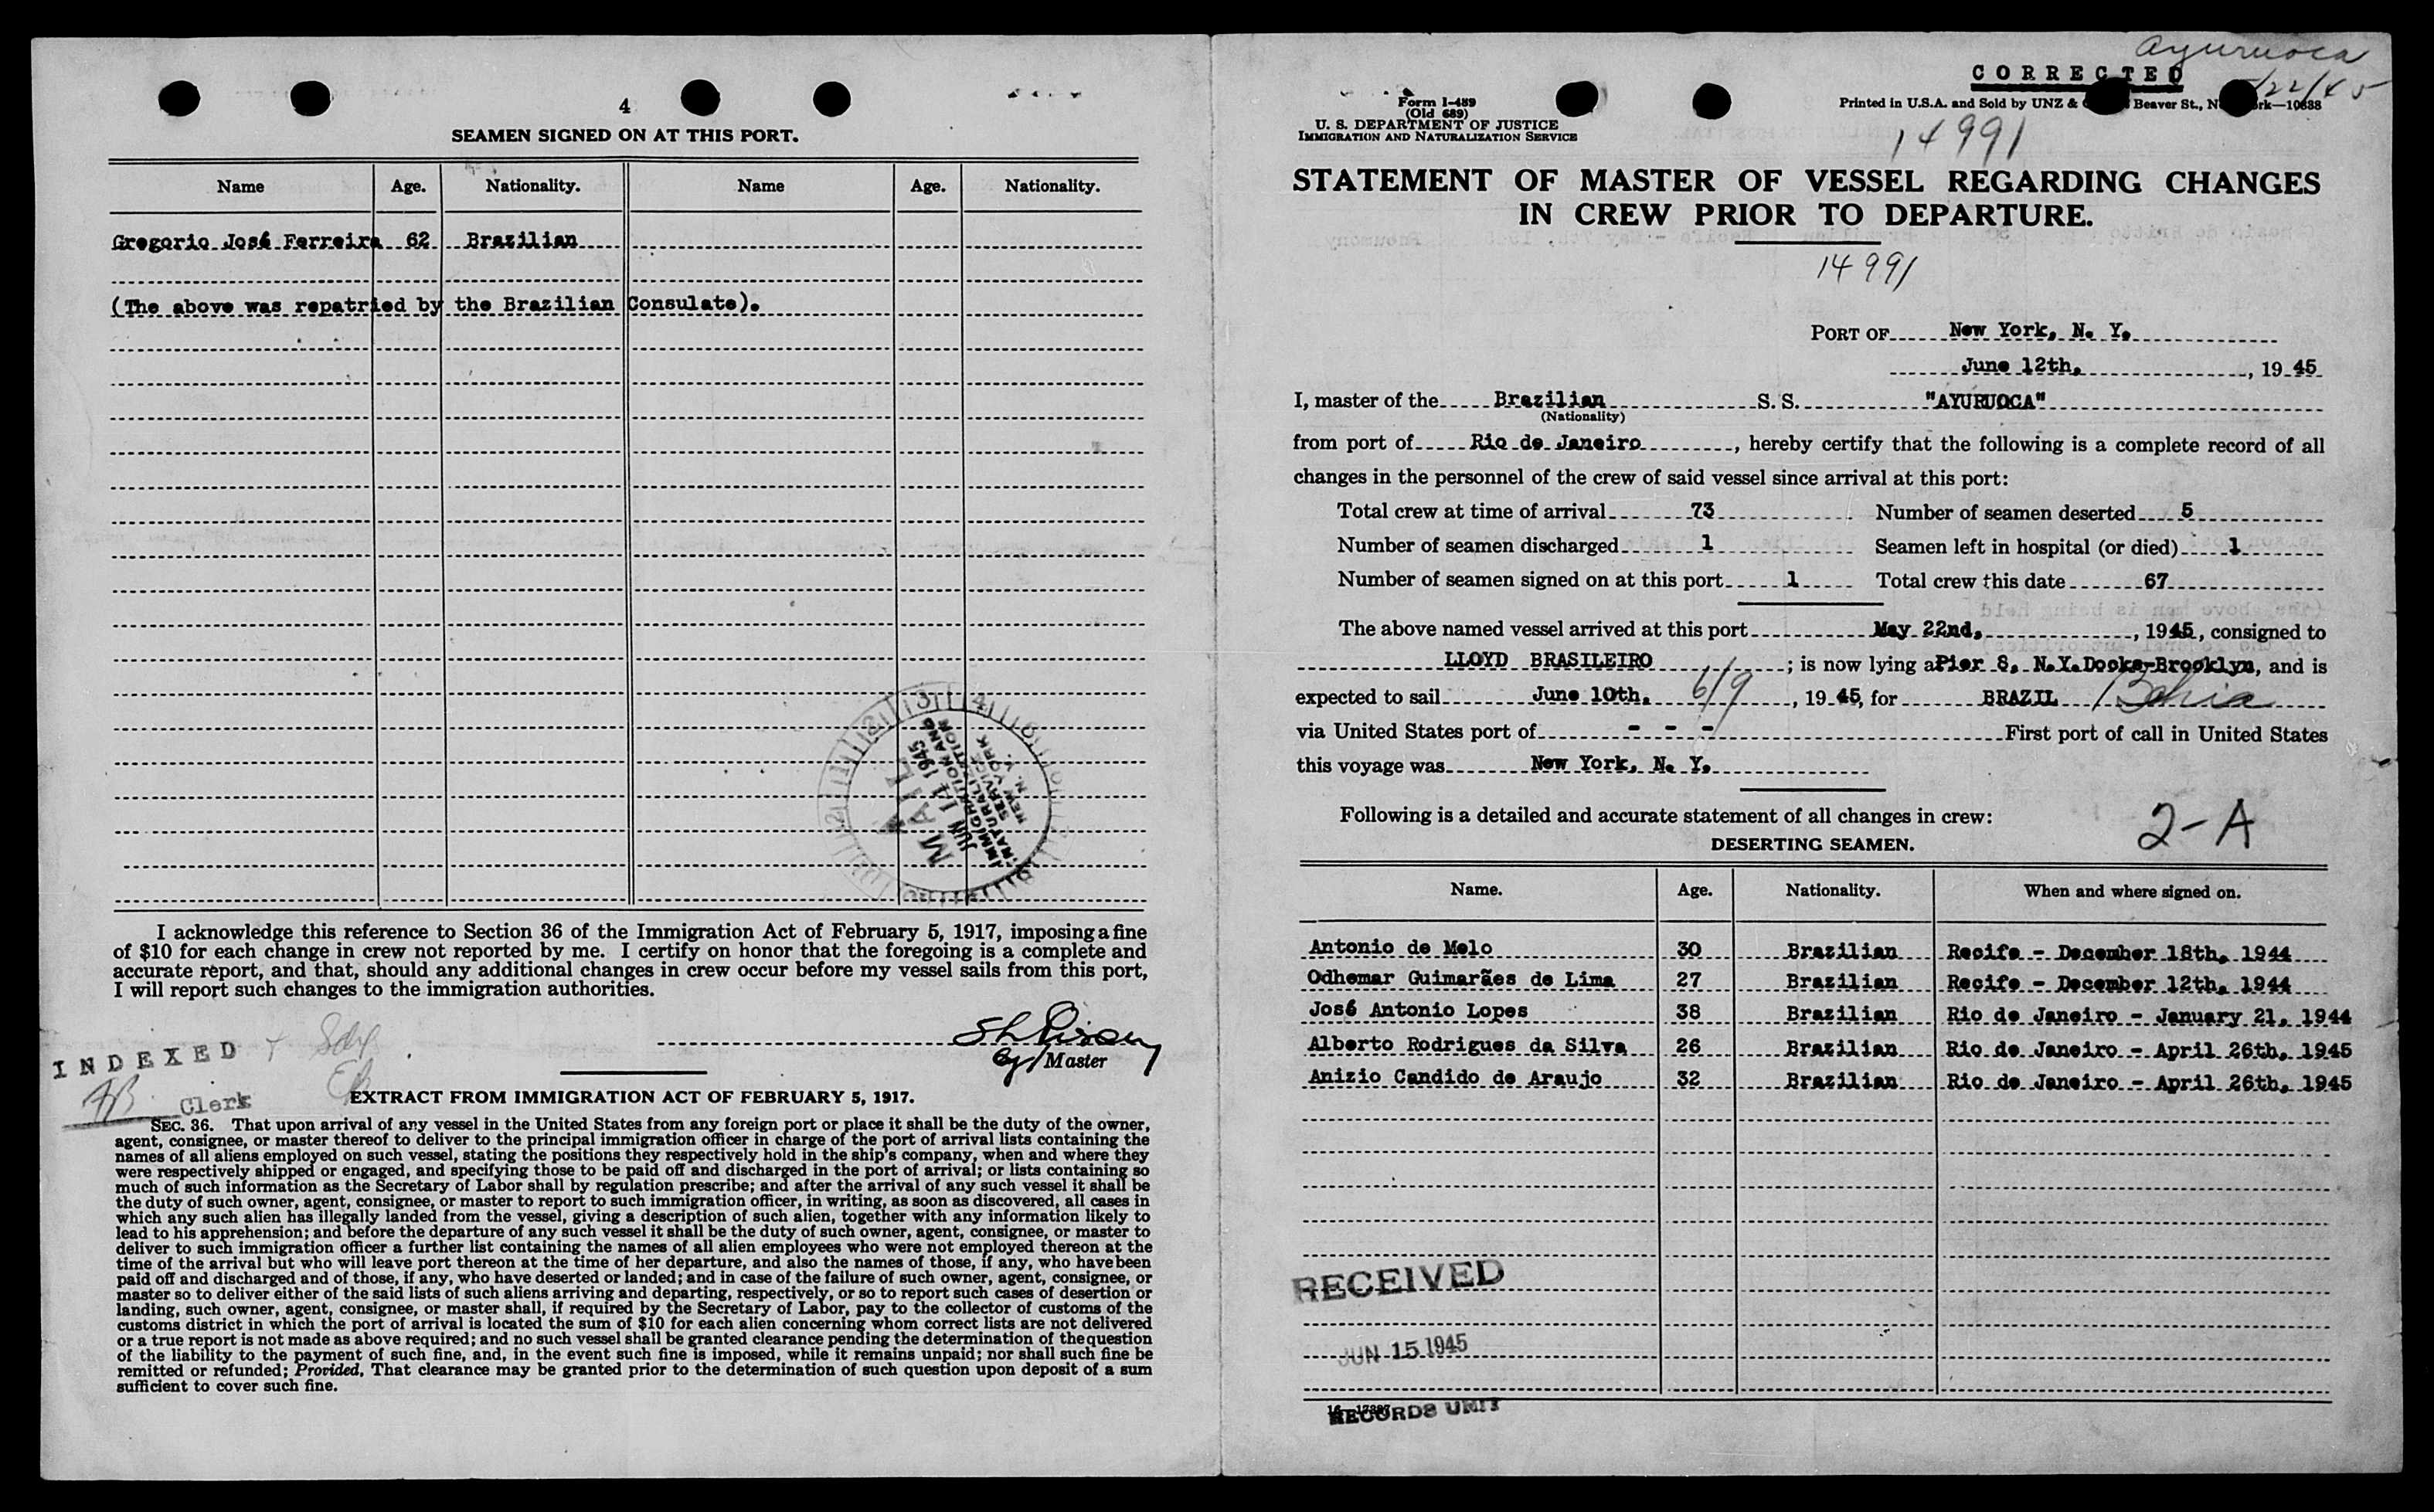 4
SEAMEN SIGNED ON AT THIS PORT.
Name Age. Nationality. Name Age. Nationality.
Gregorio José Ferreira 62 Brazilian
(The above was repatried by the Brazilian Consulate).
MAIL
JUN 14 1945
IMMIGRATION AND
NATURALIZATION
SERVICE
NEW YORK
N. Y.
I acknowledge this reference to Section 36 of the Immigration Act of February 5, 1917, imposing a fine
of $10 for each change in crew not reported by me. I certify on honor that the foregoing is a complete and
accurate report, and that, should any additional changes in crew occur before my vessel sails from this port,
I will report such changes to the immigration authorities.
Master
INDEXED
Clerk
EXTRACT FROM IMMIGRATION ACT OF FEBRUARY 5, 1917.
SEC. 36. That upon arrival of any vessel in the United States from any foreign port or place it shall be the duty of the owner,
agent, consignee, or master thereof to deliver to the principal immigration officer in charge of the port of arrival lists containing the
names of all aliens employed on such vessel, stating the positions they respectively hold in the ship's company, when and where they
were respectively shipped or engaged, and specifying those to be paid off and discharged in the port of arrival; or lists containing so
much of such information as the Secretary of Labor shall by regulation prescribe; and after the arrival of any such vessel it shall be
the duty of such owner, agent, consignee, or master to report to such immigration officer, in writing, as soon as discovered, all cases in
which any such alien has illegally landed from the vessel, giving a description of such alien, together with any information likely to
lead to his apprehension; and before the departure of any such vessel it shall be the duty of such owner, agent, consignee, or master to
deliver to such immigration officer a further list containing the names of all alien employees who were not employed thereon at the
time of the arrival but who will leave port thereon at the time of her departure, and also the names of those, if any, who have been
paid off and discharged and of those, if any, who have deserted or landed; and in case of the failure of such owner, agent, consignee, or
master so to deliver either of the said lists of such aliens arriving and departing, respectively, or so to report such cases of desertion or
landing, such owner, agent, consignee, or master shall, if required by the Secretary of Labor, pay to the collector of customs of the
customs district in which the port of arrival is located the sum of $10 for each alien concerning whom correct lists are not delivered
or a true report is not made as above required; and no such vessel shall be granted clearance pending the determination of the question
of the liability to the payment of such fine, and, in the event such fine is imposed, while it remains unpaid; nor shall such fine be
remitted or refunded; Provided, That clearance may be granted prior to the determination of such question upon deposit of a sum
sufficient to cover such fine.
Ayuruoca
CORRECTED
5/22/45
Form I-489
(Old 689)
U. S. DEPARTMENT OF JUSTICE
IMMIGRATION AND NATURALIZATION SERVICE
Printed in U.S.A. and Sold by UNZ & Beaver St., 10838
14991
STATEMENT OF MASTER OF VESSEL REGARDING CHANGES
IN CREW PRIOR TO DEPARTURE.
14991
PORT OF New York, N. Y.
June 12th, , 19 45
I, master of the Brazilian S. S. "AYURUOCA"
(Nationality)
from port of Rio de Janeiro , hereby certify that the following is a complete record of all
changes in the personnel of the crew of said vessel since arrival at this port:
Total crew at time of arrival 73 Number of seamen deserted 5
Number of seamen discharged 1 Seamen left in hospital (or died) 1
Number of seamen signed on at this port 1 Total crew this date 67
The above named vessel arrived at this port May 22nd, , 1945, consigned to
LLOYD BRASILEIRO ; is now lying a Pier 8, N.Y.Docks-Brooklyn, and is
expected to sail June 10th, 6/9 , 19 45, for BRAZIL / Bahia
via United States port of - - - First port of call in United States
this voyage was New York, N. Y.
Following is a detailed and accurate statement of all changes in crew:
2-A
DESERTING SEAMEN.
Name. Age. Nationality. When and where signed on.
Antonio de Melo 30 Brazilian Recife - December 18th, 1944
Odhemar Guimarães de Lima 27 Brazilian Recife - December 12th, 1944
José Antonio Lopes 38 Brazilian Rio de Janeiro - January 21, 1944
Alberto Rodrigues da Silva 26 Brazilian Rio de Janeiro - April 26th, 1945
Anizio Candido de Araujo 32 Brazilian Rio de Janeiro - April 26th, 1945
RECEIVED
JUN 15 1945
RECORDS UNIT